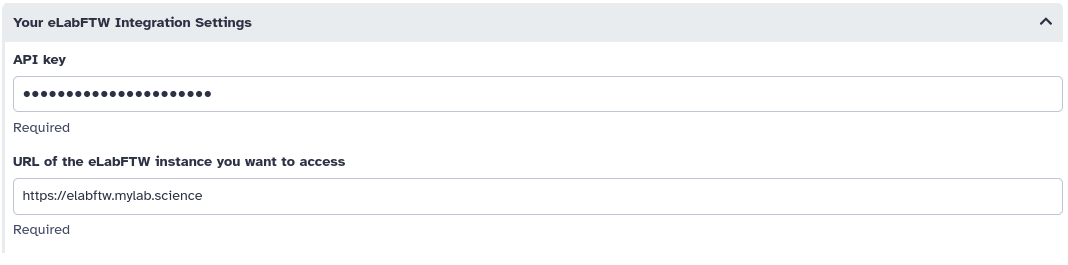 Your eLabFTW Integration Settings
API key
••••••••••••••••••••••
Required
URL of the eLabFTW instance you want to access
https://elabftw.mylab.science
Required